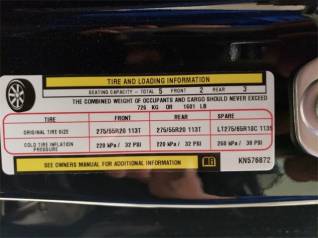 TIRE AND LOADING INFORMATION
SEATING CAPACITY - TOTAL 5 FRONT 2 REAR 3
THE COMBINED WEIGHT OF OCCUPANTS AND CARGO SHOULD NEVER EXCEED
726 KG OR 1601 LB
TIRE FRONT REAR SPARE
ORIGINAL TIRE SIZE 275/55R20 113T 275/55R20 113T LT275/65R18C 113S
COLD TIRE INFLATION PRESSURE 220 kPa / 32 PSI 220 kPa / 32 PSI 260 kPa / 38 PSI
SEE OWNERS MANUAL FOR ADDITIONAL INFORMATION
KN576872